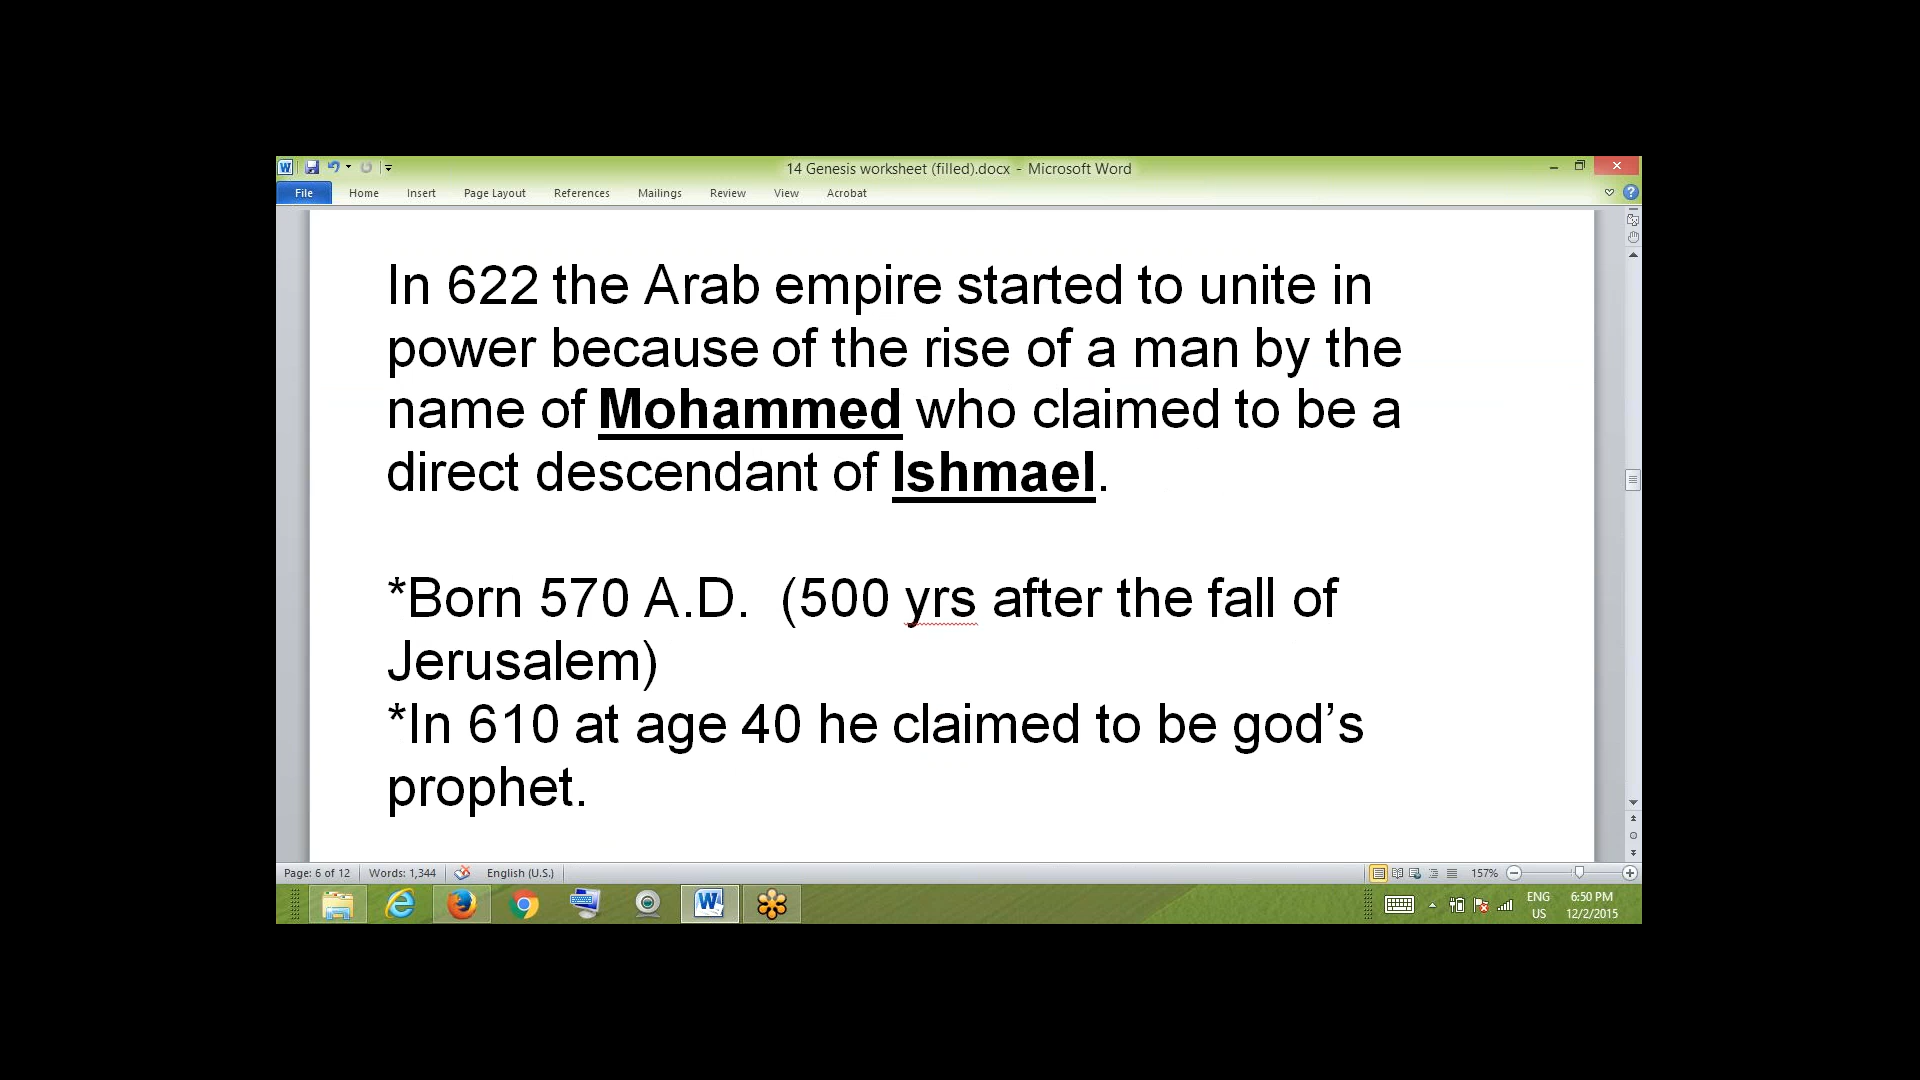 14 Genesis worksheet (filled).docx - Microsoft Word
File Home Insert Page Layout References Mailings Review View Acrobat
In 622 the Arab empire started to unite in
power because of the rise of a man by the
name of Mohammed who claimed to be a
direct descendant of Ishmael.
*Born 570 A.D. (500 yrs after the fall of
Jerusalem)
*In 610 at age 40 he claimed to be god’s
prophet.
Page: 6 of 12 Words: 1,344 English (U.S.) 157%
ENG 6:50 PM
US 12/2/2015